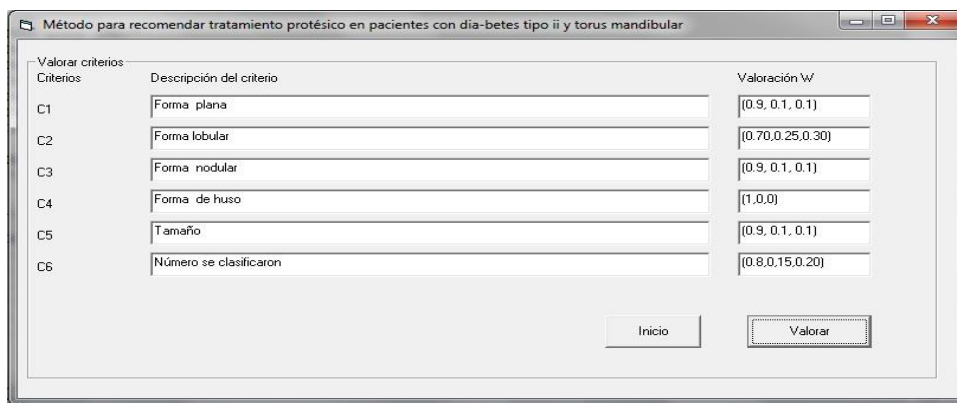 Método para recomendar tratamiento protésico en pacientes con dia-betes tipo ii y torus mandibular
Valorar criterios
Criterios Descripción del criterio Valoración W
C1 Forma plana (0.9, 0.1, 0.1)
C2 Forma lobular (0.70,0.25,0.30)
C3 Forma nodular (0.9, 0.1, 0.1)
C4 Forma de huso (1,0,0)
C5 Tamaño (0.9, 0.1, 0.1)
C6 Número se clasificaron (0.8,0,15,0.20)
Inicio Valorar